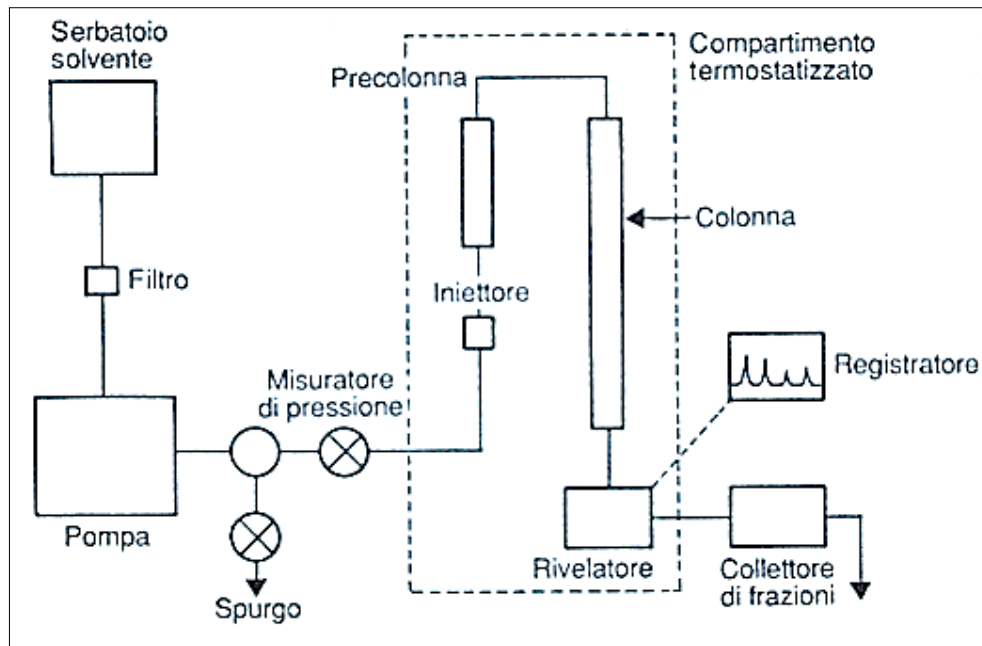 Serbatoio
solvente
Compartimento
termostatizzato
Precolonna
Colonna
Filtro
Iniettore
Registratore
Misuratore
di pressione
Pompa
Rivelatore
Collettore
di frazioni
Spurgo